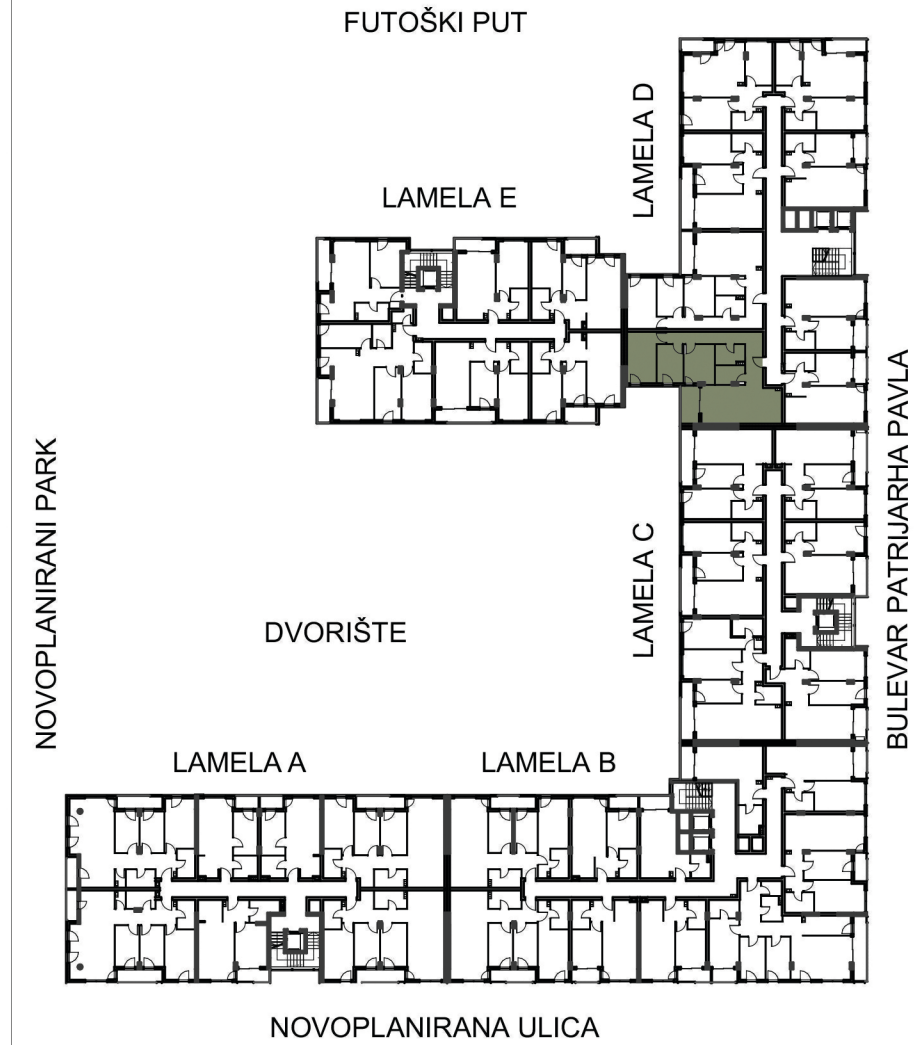 FUTOŠKI PUT
LAMELA D
LAMELA E
BULEVAR PATRIJARHA PAVLA
NOVOPLANIRANI PARK
LAMELA C
DVORIŠTE
LAMELA A
LAMELA B
NOVOPLANIRANA ULICA